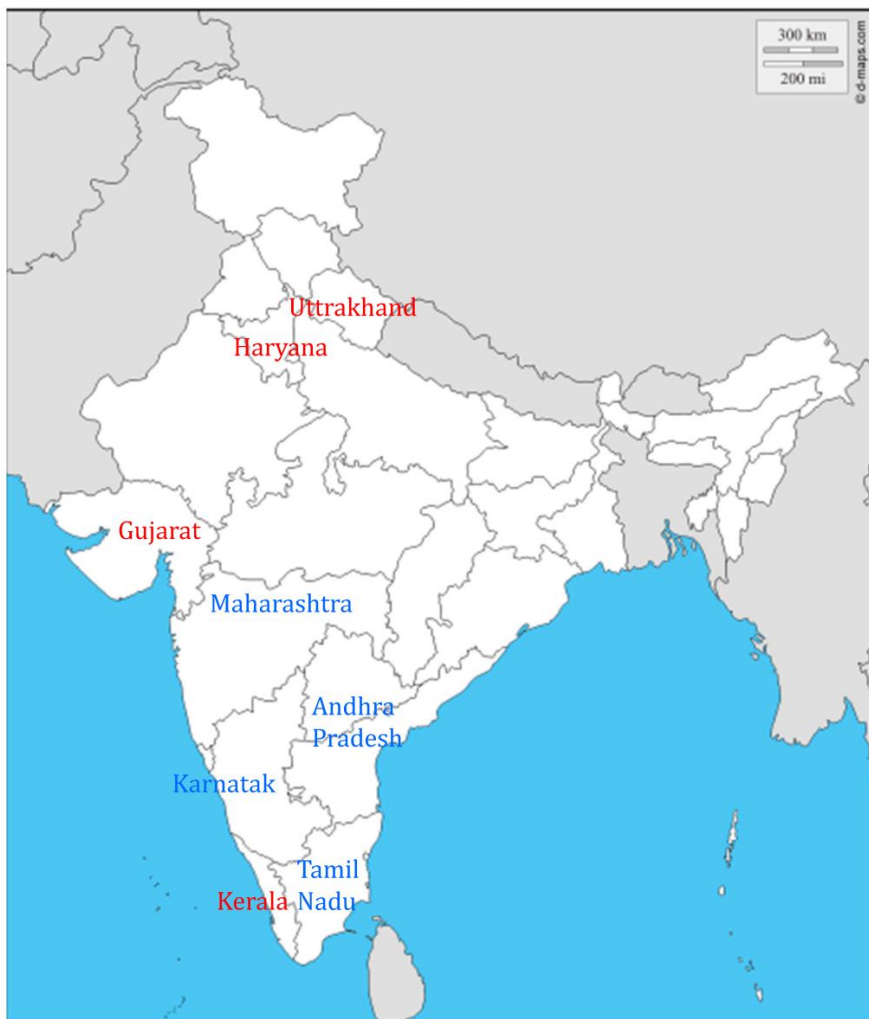 300 km
200 mi
© d-maps.com
Uttrakhand
Haryana
Gujarat
Maharashtra
Andhra
Pradesh
Karnatak
Tamil
Kerala Nadu